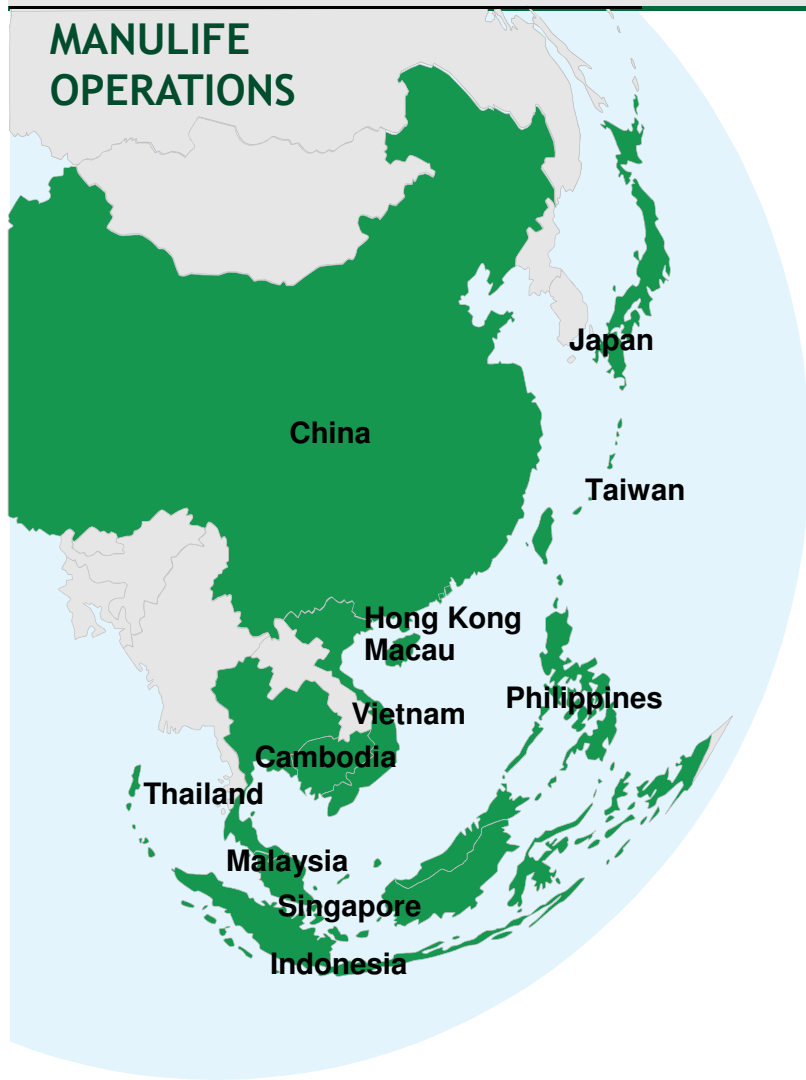 MANULIFE
OPERATIONS
Japan
China
Taiwan
Hong Kong
Macau
Philippines
Vietnam
Cambodia
Thailand
Malaysia
Singapore
Indonesia